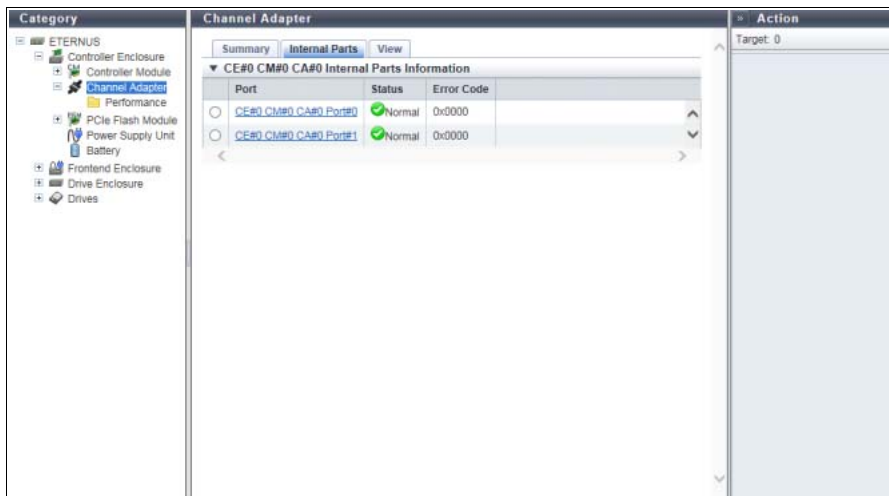 Category
ETERNUS
Controller Enclosure
Controller Module
Channel Adapter
Performance
PCIe Flash Module
Power Supply Unit
Battery
Frontend Enclosure
Drive Enclosure
Drives
Channel Adapter
Summary Internal Parts View
CE#0 CM#0 CA#0 Internal Parts Information
Port Status Error Code
CE#0 CM#0 CA#0 Port#0 Normal 0x0000
CE#0 CM#0 CA#0 Port#1 Normal 0x0000
» Action
Target: 0